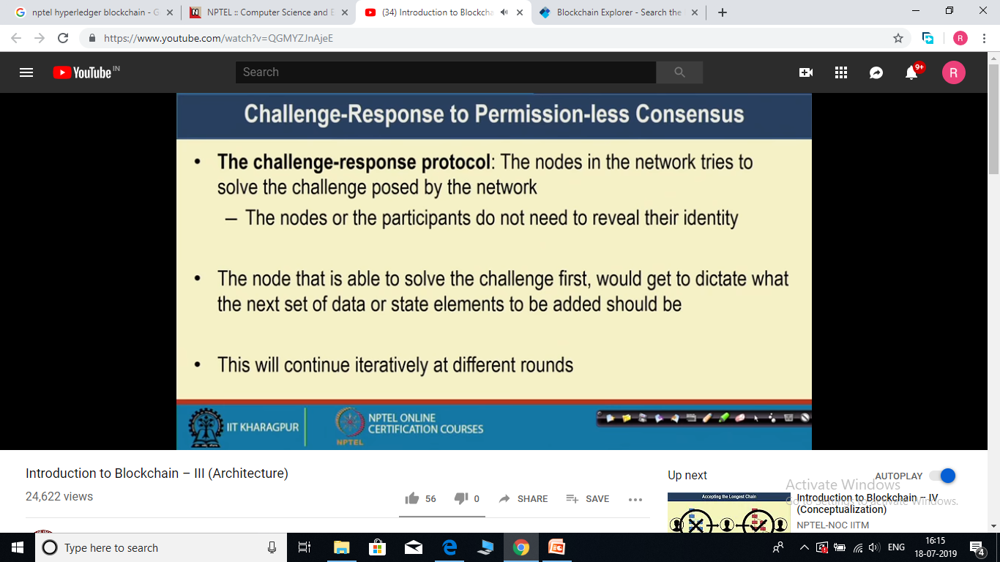 nptel hyperledger blockchain - G
NPTEL :: Computer Science and E
(34) Introduction to Blockcha
Blockchain Explorer - Search the
https://www.youtube.com/watch?v=QGMYZJnAjeE
R
YouTube IN
Search
9+
R
Challenge-Response to Permission-less Consensus
• The challenge-response protocol: The nodes in the network tries to
solve the challenge posed by the network
– The nodes or the participants do not need to reveal their identity
• The node that is able to solve the challenge first, would get to dictate what
the next set of data or state elements to be added should be
• This will continue iteratively at different rounds
IIT KHARAGPUR
NPTEL
NPTEL ONLINE
CERTIFICATION COURSES
Introduction to Blockchain – III (Architecture)
24,622 views
56
0
SHARE
SAVE
Up next
AUTOPLAY
Activate Windows
Go to Settings to activate Windows.
Accepting the Longest Chain
Introduction to Blockchain – IV
(Conceptualization)
NPTEL-NOC IITM
Type here to search
ENG
16:15
18-07-2019
4